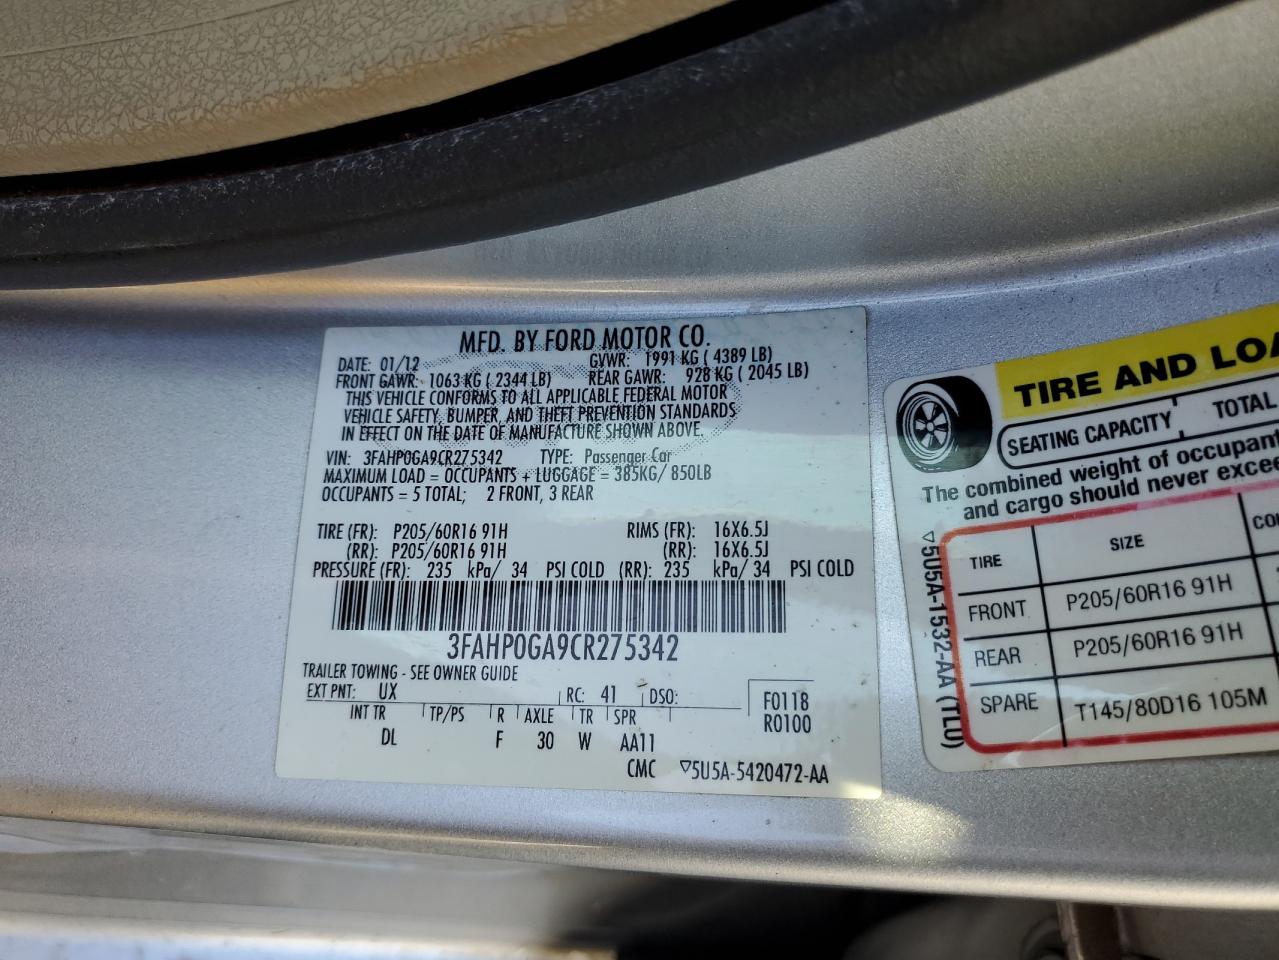 MFD. BY FORD MOTOR CO.
DATE: 01/12 GVWR: 1991 KG ( 4389 LB)
FRONT GAWR: 1063 KG ( 2344 LB) REAR GAWR: 928 KG ( 2045 LB)
THIS VEHICLE CONFORMS TO ALL APPLICABLE FEDERAL MOTOR
VEHICLE SAFETY, BUMPER, AND THEFT PREVENTION STANDARDS
IN EFFECT ON THE DATE OF MANUFACTURE SHOWN ABOVE.
VIN: 3FAHP0GA9CR275342 TYPE: Passenger Car
MAXIMUM LOAD = OCCUPANTS + LUGGAGE = 385KG/ 850LB
OCCUPANTS = 5 TOTAL; 2 FRONT, 3 REAR
TIRE (FR): P205/60R16 91H RIMS (FR): 16X6.5J
(RR): P205/60R16 91H (RR): 16X6.5J
PRESSURE (FR): 235 kPa/ 34 PSI COLD (RR): 235 kPa/ 34 PSI COLD
3FAHP0GA9CR275342
TRAILER TOWING - SEE OWNER GUIDE
EXT PNT: UX RC: 41 DSO:
F0118
R0100
INT TR TP/PS R AXLE TR SPR
DL F 30 W AA11
CMC ▽5U5A-5420472-AA
TIRE AND LOA
SEATING CAPACITY TOTAL
The combined weight of occupant
and cargo should never excee
TIRE SIZE CO
FRONT P205/60R16 91H
REAR P205/60R16 91H
SPARE T145/80D16 105M
▽5U5A-1532-AA (TLU)